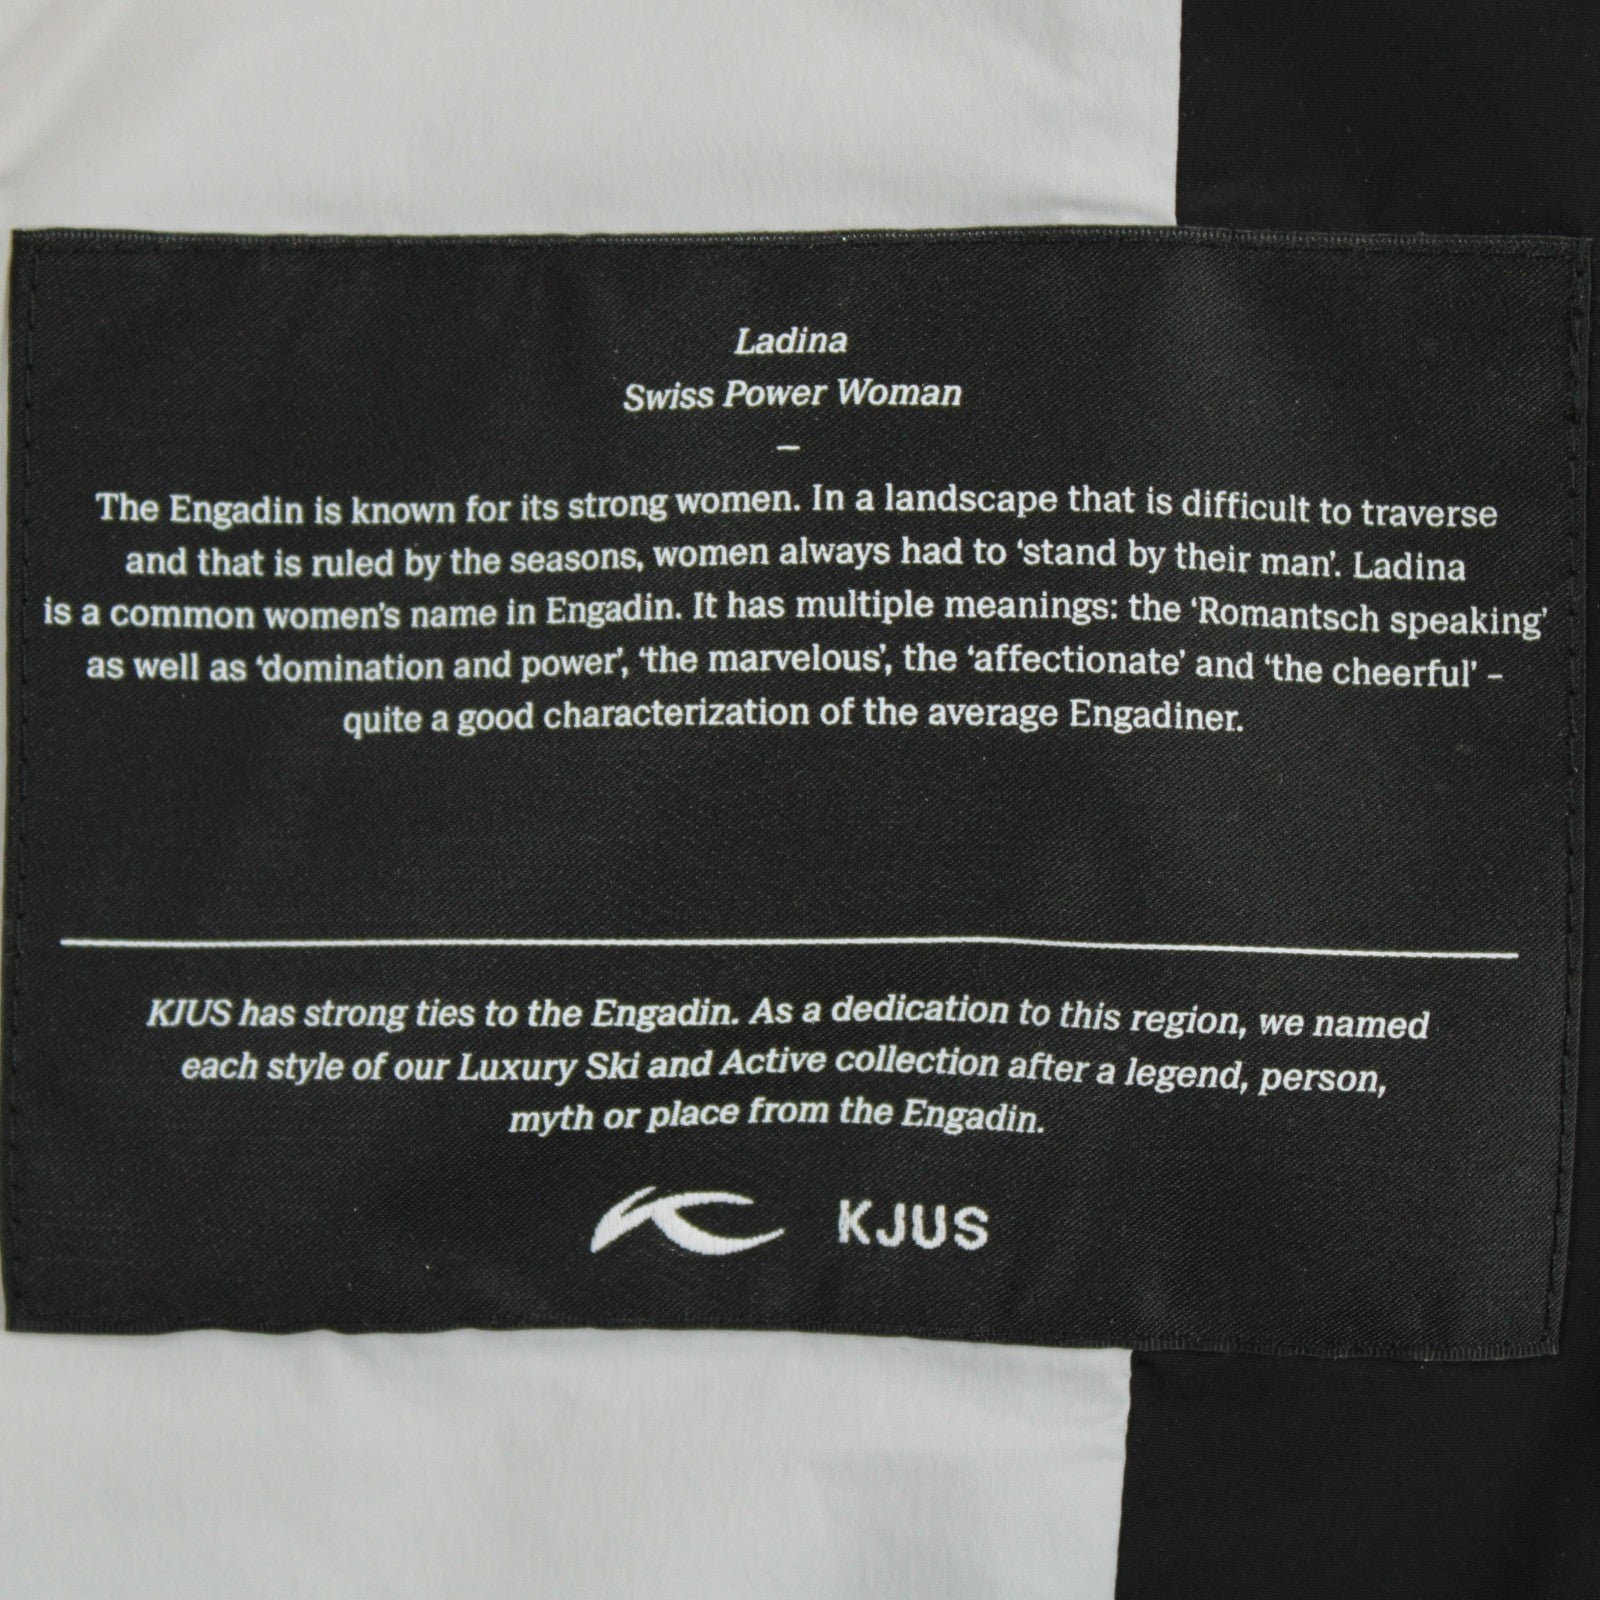 Ladina
Swiss Power Woman
–
The Engadin is known for its strong women. In a landscape that is difficult to traverse
and that is ruled by the seasons, women always had to ‘stand by their man’. Ladina
is a common women’s name in Engadin. It has multiple meanings: the ‘Romantsch speaking’
as well as ‘domination and power’, ‘the marvelous’, the ‘affectionate’ and ‘the cheerful’ –
quite a good characterization of the average Engadiner.
KJUS has strong ties to the Engadin. As a dedication to this region, we named
each style of our Luxury Ski and Active collection after a legend, person,
myth or place from the Engadin.
KJUS